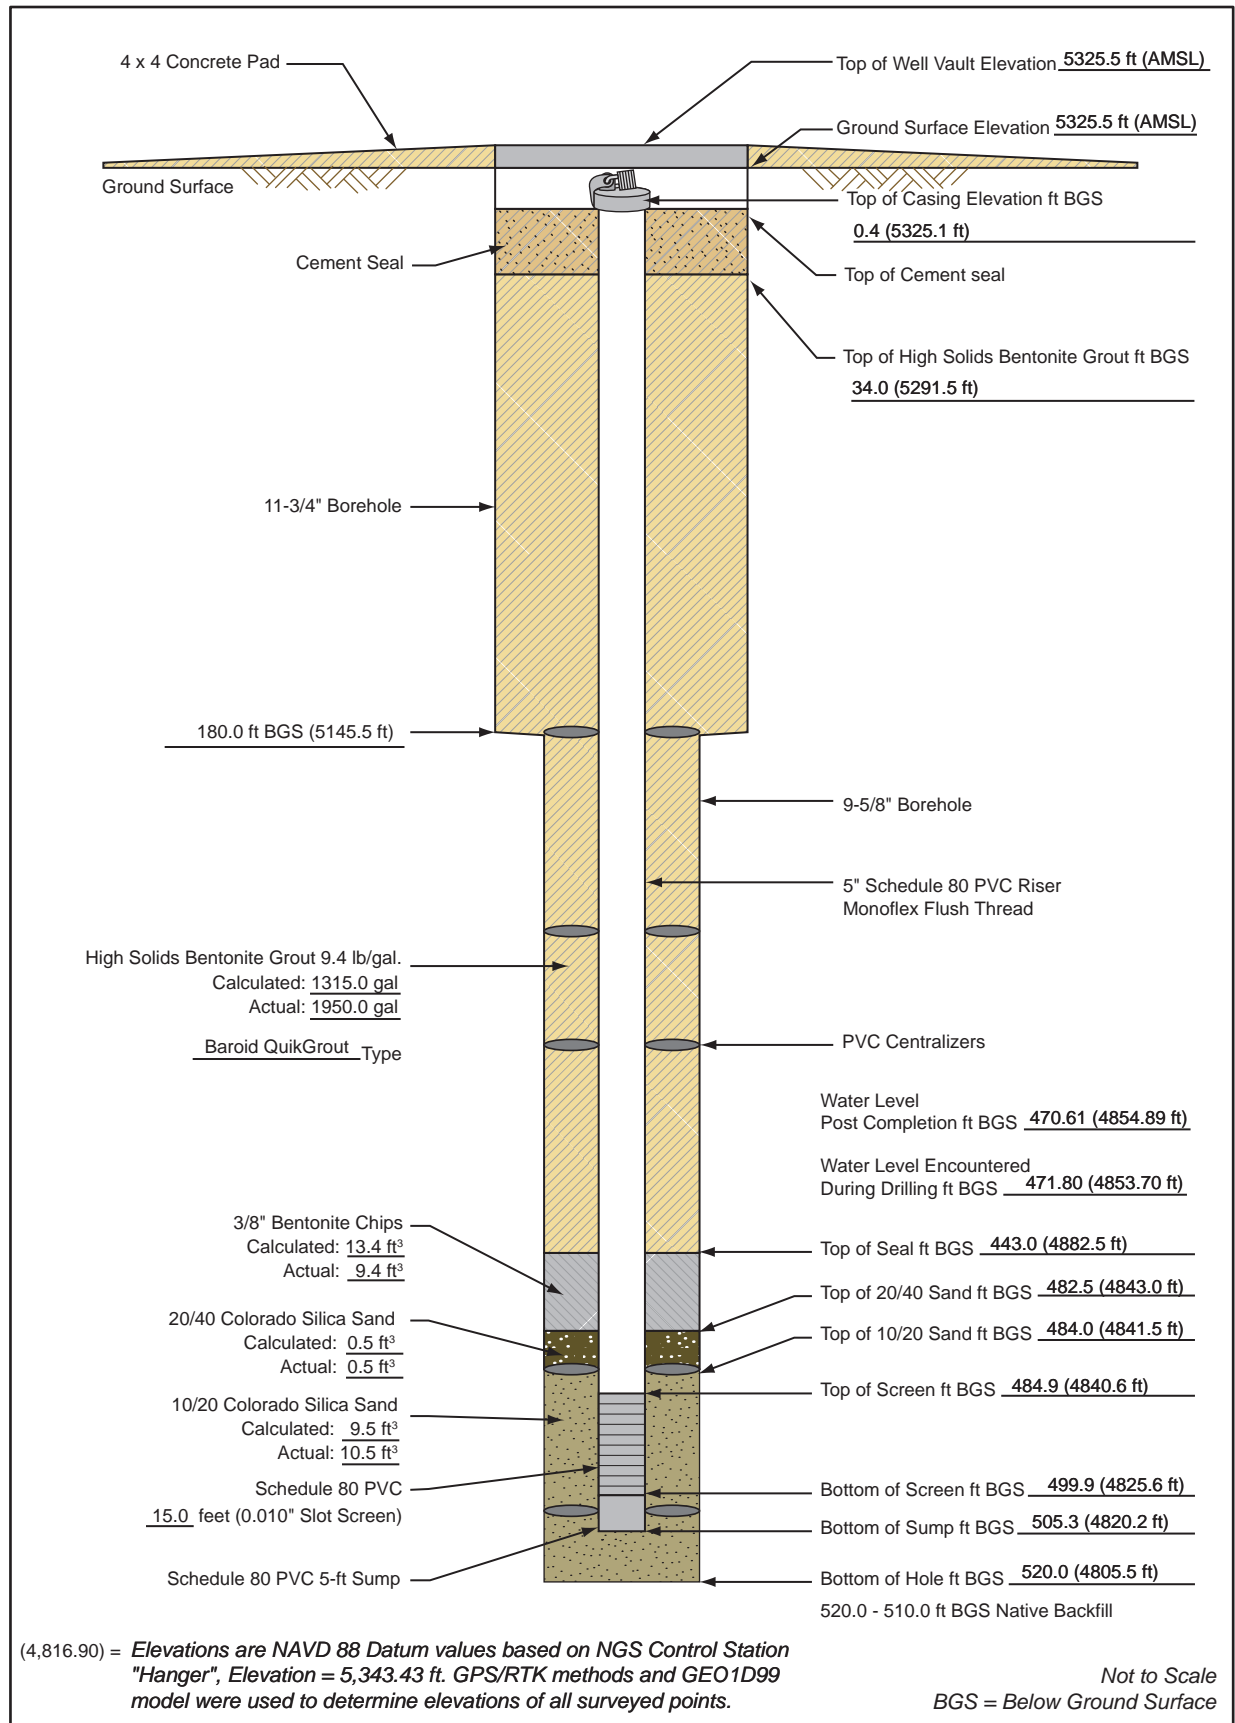 4 x 4 Concrete Pad
Top of Well Vault Elevation 5325.5 ft (AMSL)
Ground Surface Elevation 5325.5 ft (AMSL)
Ground Surface
Top of Casing Elevation ft BGS
0.4 (5325.1 ft)
Cement Seal
Top of Cement seal
Top of High Solids Bentonite Grout ft BGS
34.0 (5291.5 ft)
11-3/4" Borehole
180.0 ft BGS (5145.5 ft)
9-5/8" Borehole
5" Schedule 80 PVC Riser
Monoflex Flush Thread
High Solids Bentonite Grout 9.4 lb/gal.
Calculated: 1315.0 gal
Actual: 1950.0 gal
Baroid QuikGrout Type
PVC Centralizers
Water Level
Post Completion ft BGS 470.61 (4854.89 ft)
Water Level Encountered
During Drilling ft BGS 471.80 (4853.70 ft)
3/8" Bentonite Chips
Calculated: 13.4 ft³
Actual: 9.4 ft³
Top of Seal ft BGS 443.0 (4882.5 ft)
Top of 20/40 Sand ft BGS 482.5 (4843.0 ft)
20/40 Colorado Silica Sand
Calculated: 0.5 ft³
Actual: 0.5 ft³
Top of 10/20 Sand ft BGS 484.0 (4841.5 ft)
Top of Screen ft BGS 484.9 (4840.6 ft)
10/20 Colorado Silica Sand
Calculated: 9.5 ft³
Actual: 10.5 ft³
Schedule 80 PVC
15.0 feet (0.010" Slot Screen)
Bottom of Screen ft BGS 499.9 (4825.6 ft)
Bottom of Sump ft BGS 505.3 (4820.2 ft)
Schedule 80 PVC 5-ft Sump
Bottom of Hole ft BGS 520.0 (4805.5 ft)
520.0 - 510.0 ft BGS Native Backfill
(4,816.90) = Elevations are NAVD 88 Datum values based on NGS Control Station
"Hanger", Elevation = 5,343.43 ft. GPS/RTK methods and GEO1D99
model were used to determine elevations of all surveyed points.
Not to Scale
BGS = Below Ground Surface